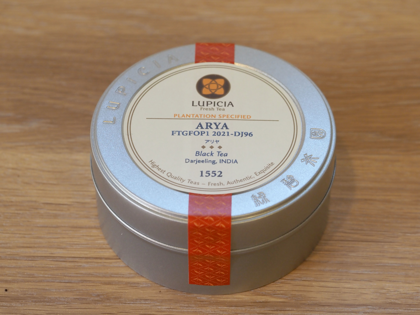 LUPICIA
LUPICIA
Fresh Tea
PLANTATION SPECIFIED
ARYA
FTGFOP1 2021-DJ96
アリヤ
Black Tea
Darjeeling, INDIA
1552
Highest Quality Teas – Fresh, Authentic, Exquisite